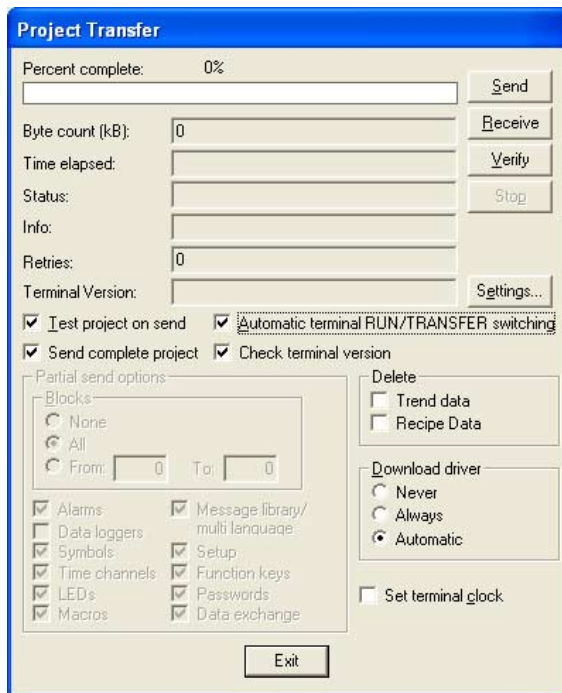 Project Transfer
Percent complete: 0%
Send
Byte count (kB): 0
Receive
Time elapsed:
Verify
Status:
Stop
Info:
Retries: 0
Terminal Version:
Settings...
Test project on send
Automatic terminal RUN/TRANSFER switching
Send complete project
Check terminal version
Partial send options
Blocks
None
All
From: 0 To: 0
Alarms
Message library/
multi language
Data loggers
Symbols
Setup
Time channels
Function keys
LEDs
Passwords
Macros
Data exchange
Delete
Trend data
Recipe Data
Download driver
Never
Always
Automatic
Set terminal clock
Exit